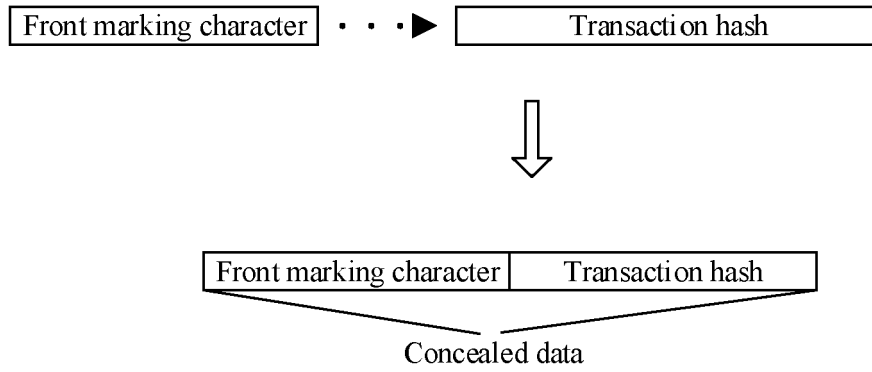 Front marking character Transaction hash
Front marking character Transaction hash
Concealed data